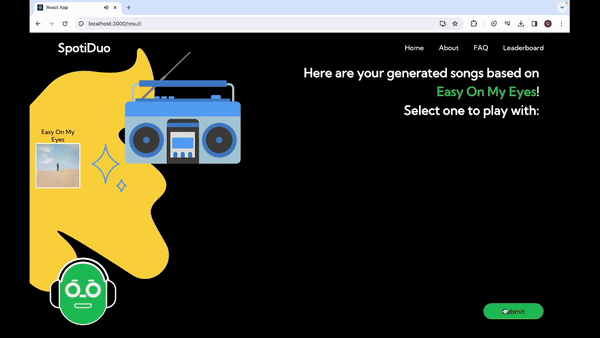 React App
localhost:3000/result
SpotiDuo
Home
About
FAQ
Leaderboard
Here are your generated songs based on
Easy On My Eyes!
Select one to play with:
Easy On My
Eyes
Submit